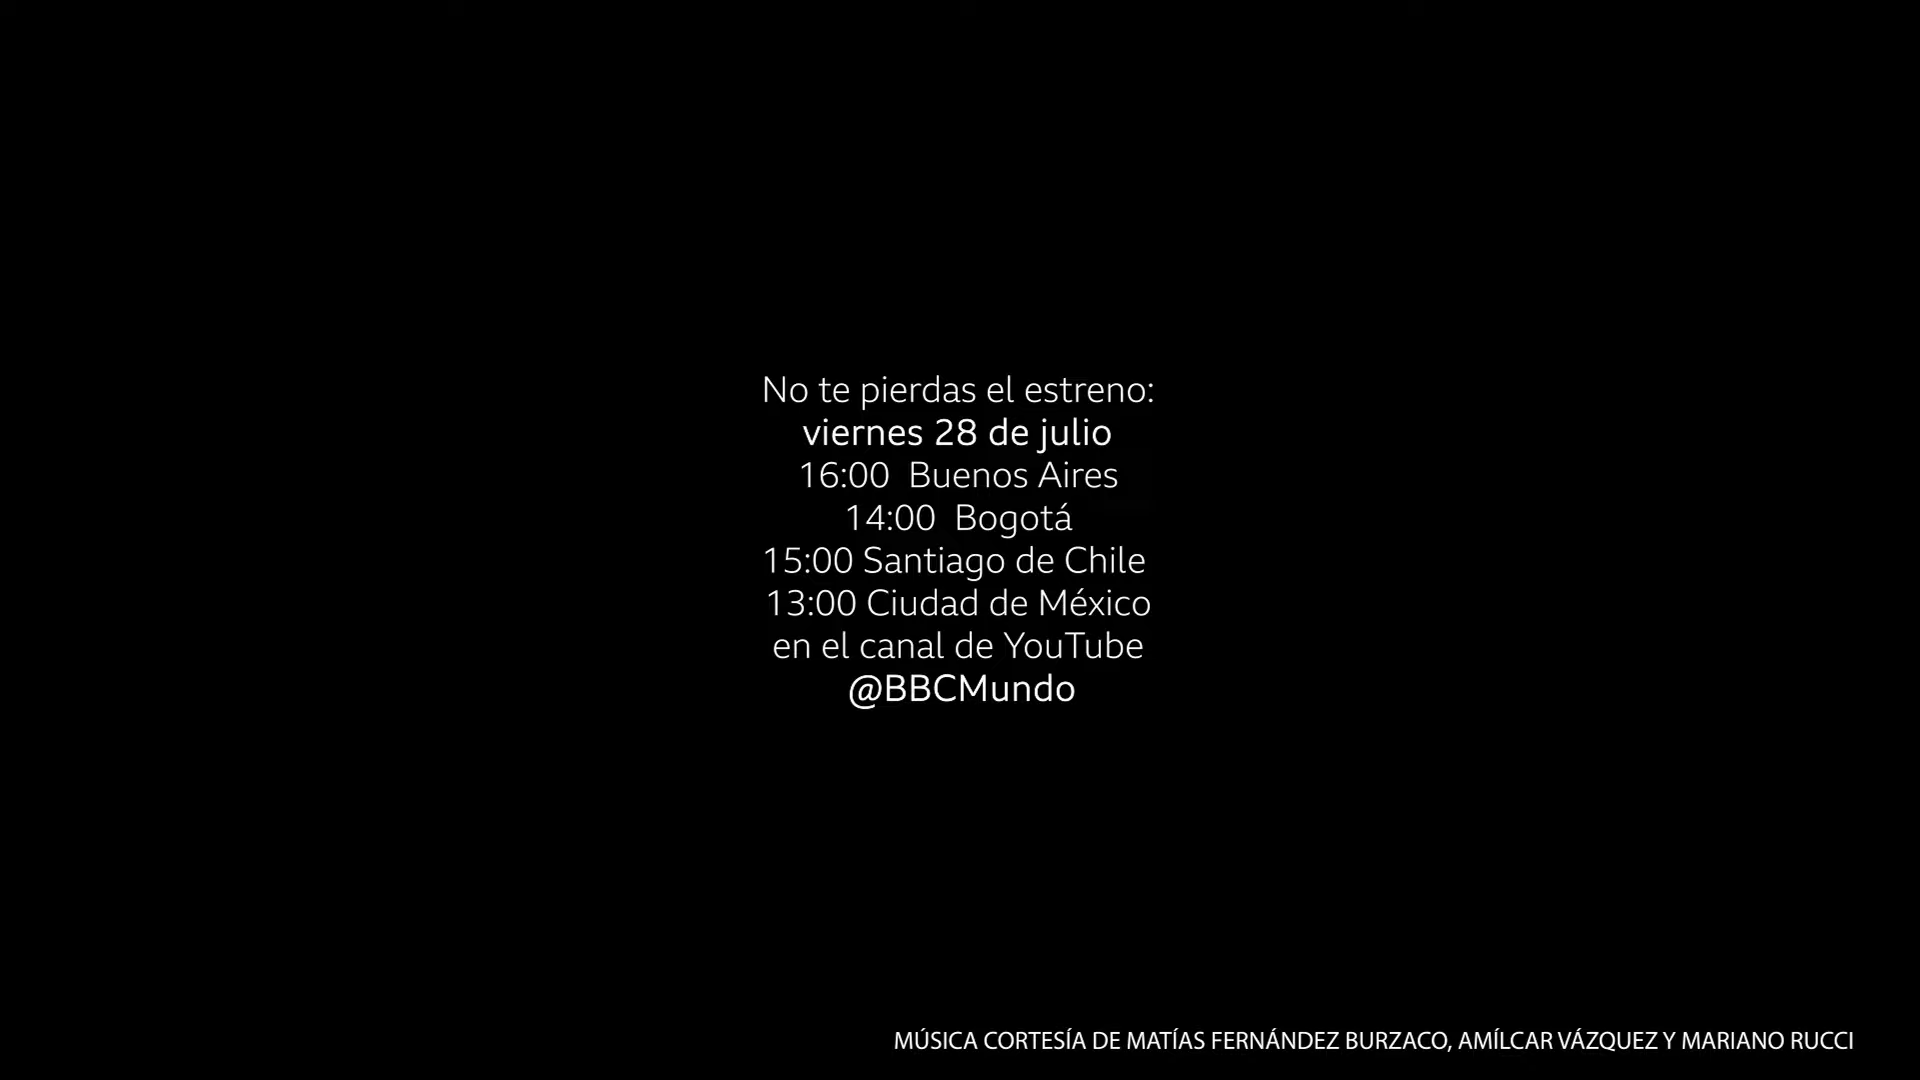 No te pierdas el estreno:
viernes 28 de julio
16:00 Buenos Aires
14:00 Bogotá
15:00 Santiago de Chile
13:00 Ciudad de México
en el canal de YouTube
@BBCMundo
MÚSICA CORTESÍA DE MATÍAS FERNÁNDEZ BURZACO, AMÍLCAR VÁZQUEZ Y MARIANO RUCCI